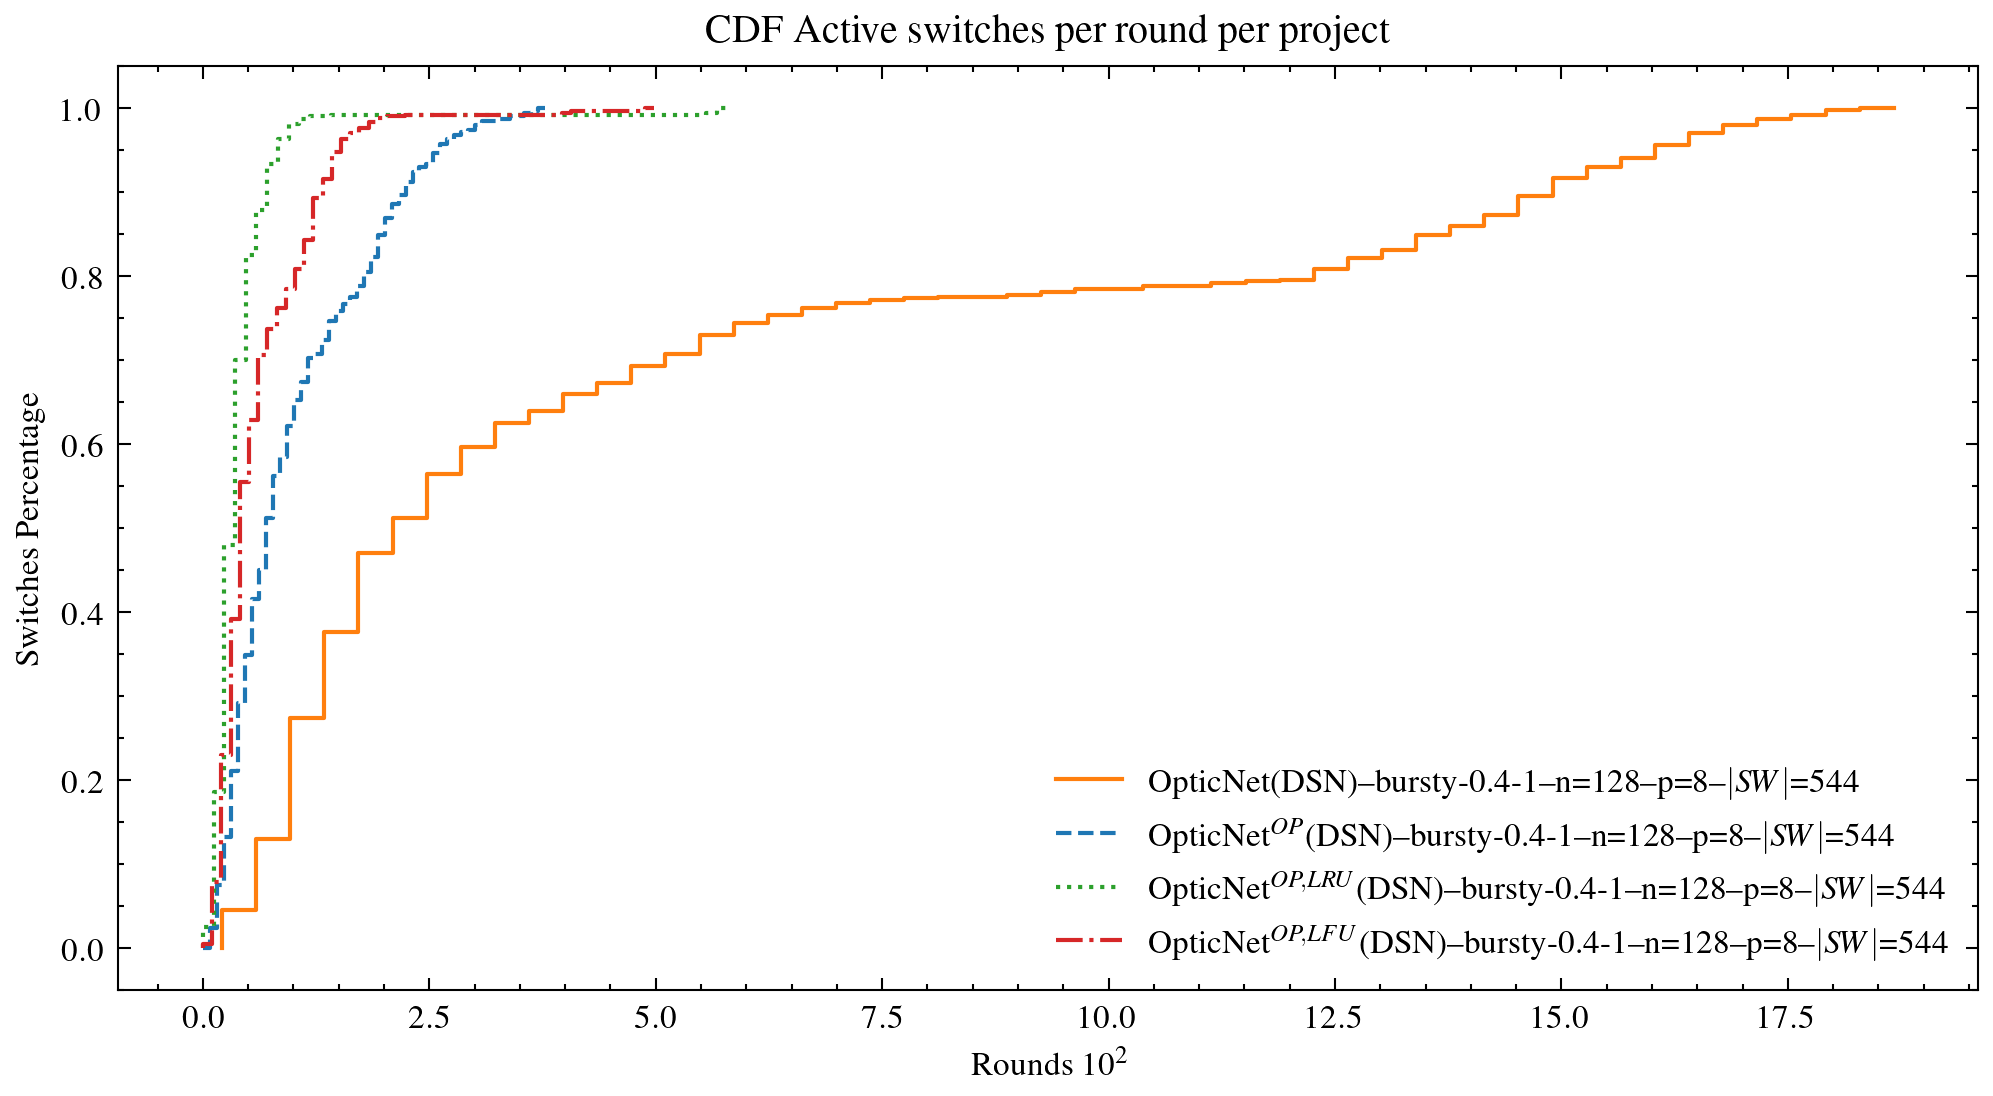 CDF Active switches per round per project
Switches Percentage
1.0
0.8
0.6
0.4
0.2
0.0
OpticNet(DSN)–bursty-0.4-1–n=128–p=8–|SW|=544
OpticNet^{OP}(DSN)–bursty-0.4-1–n=128–p=8–|SW|=544
OpticNet^{OP,LRU}(DSN)–bursty-0.4-1–n=128–p=8–|SW|=544
OpticNet^{OP,LFU}(DSN)–bursty-0.4-1–n=128–p=8–|SW|=544
0.0 2.5 5.0 7.5 10.0 12.5 15.0 17.5
Rounds 10²